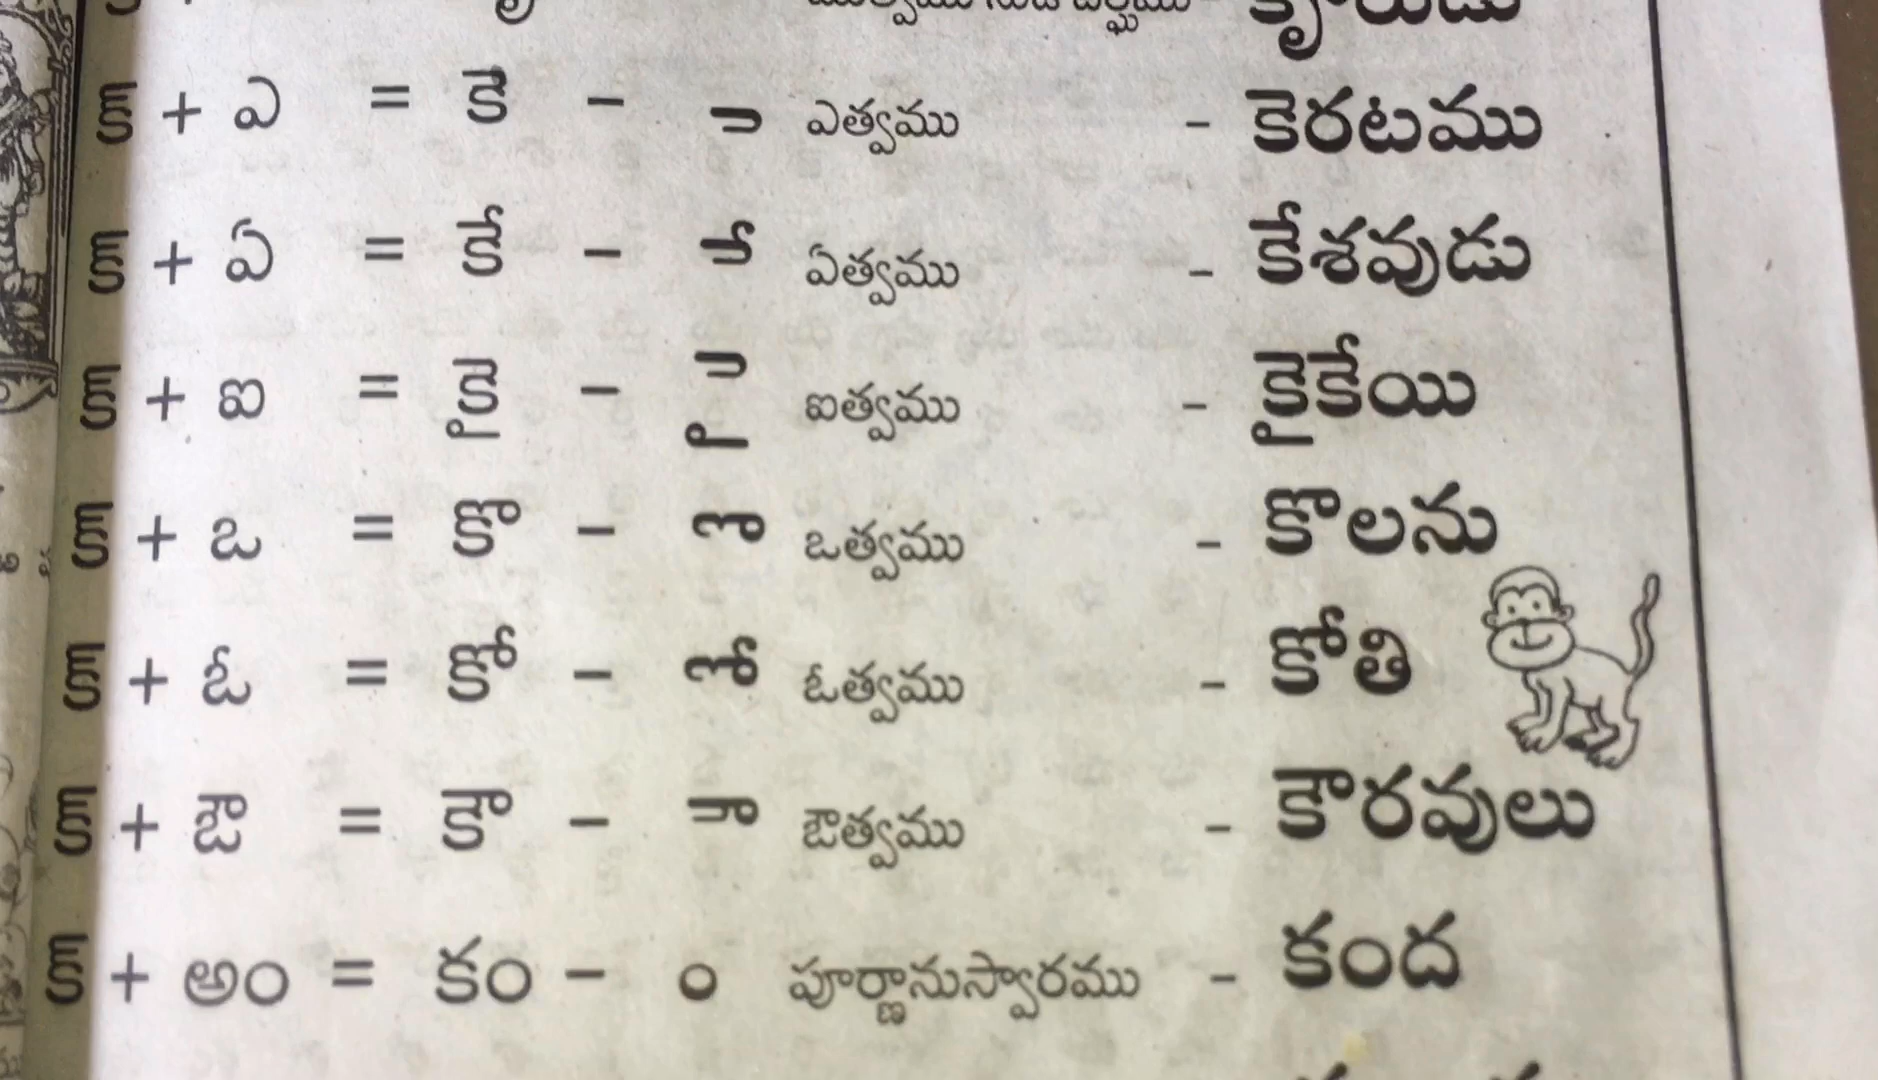 క్ + ఎ = కె - ె ఎత్వము - కెరటము
క్ + ఏ = కే - ే ఏత్వము - కేశవుడు
క్ + ఐ = కై - ై ఐత్వము - కైకేయి
క్ + ఒ = కొ - ొ ఒత్వము - కొలను
క్ + ఓ = కో - ో ఓత్వము - కోతి
క్ + ఔ = కౌ - ౌ ఔత్వము - కౌరవులు
క్ + అం = కం - ం పూర్ణానుస్వారము - కంద